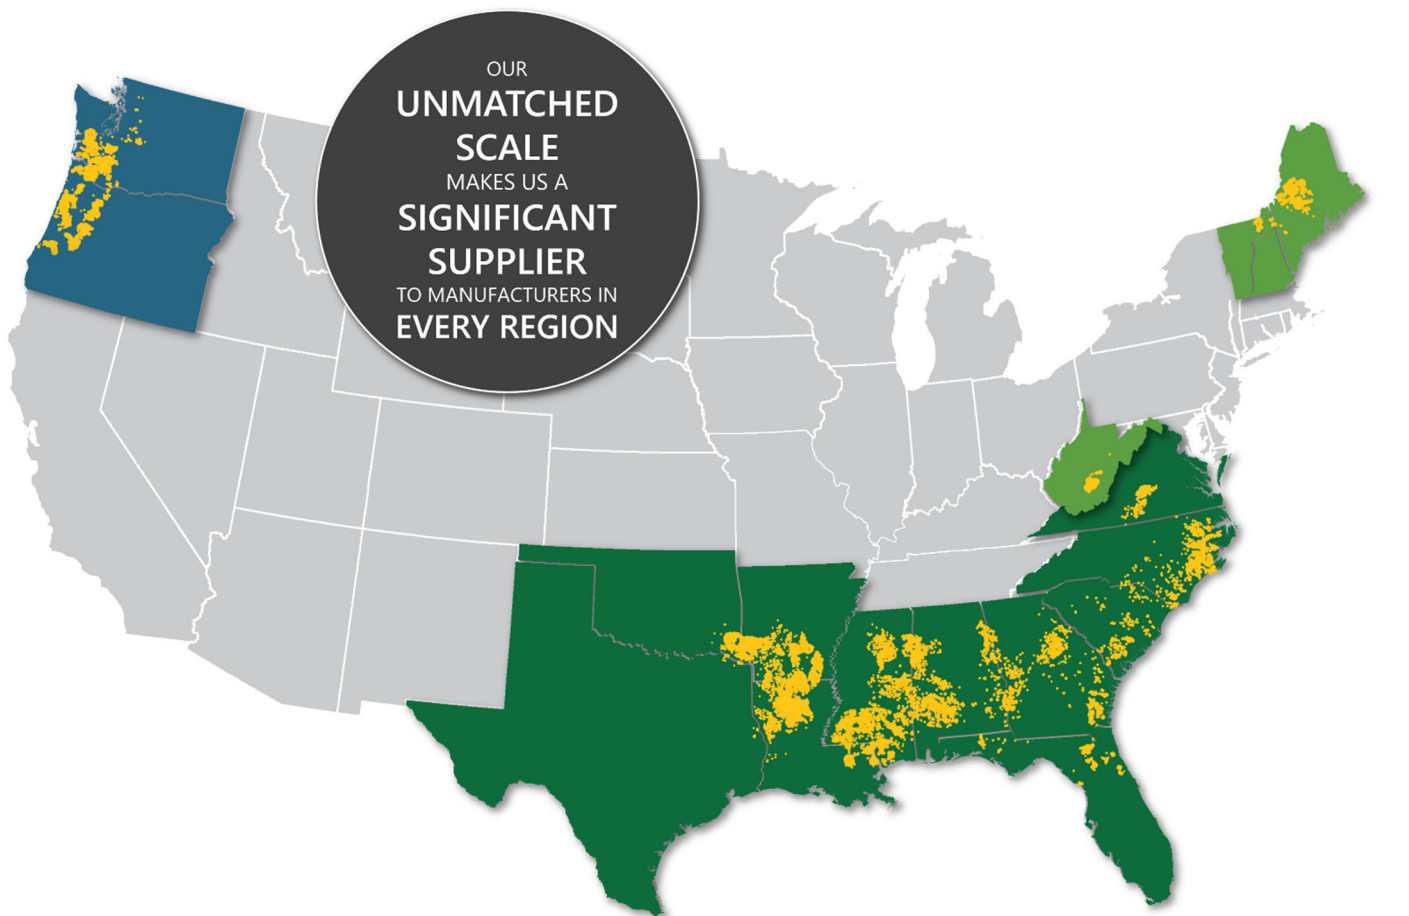 OUR
UNMATCHED
SCALE
MAKES US A
SIGNIFICANT
SUPPLIER
TO MANUFACTURERS IN
EVERY REGION